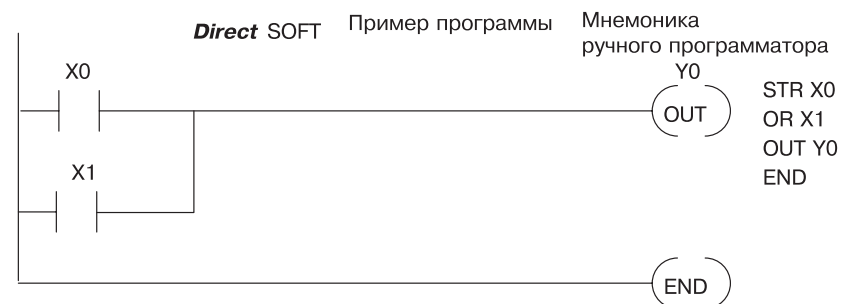 Direct SOFT Пример программы
Мнемоника
ручного программатора
X0
Y0
OUT
STR X0
OR X1
OUT Y0
END
X1
END